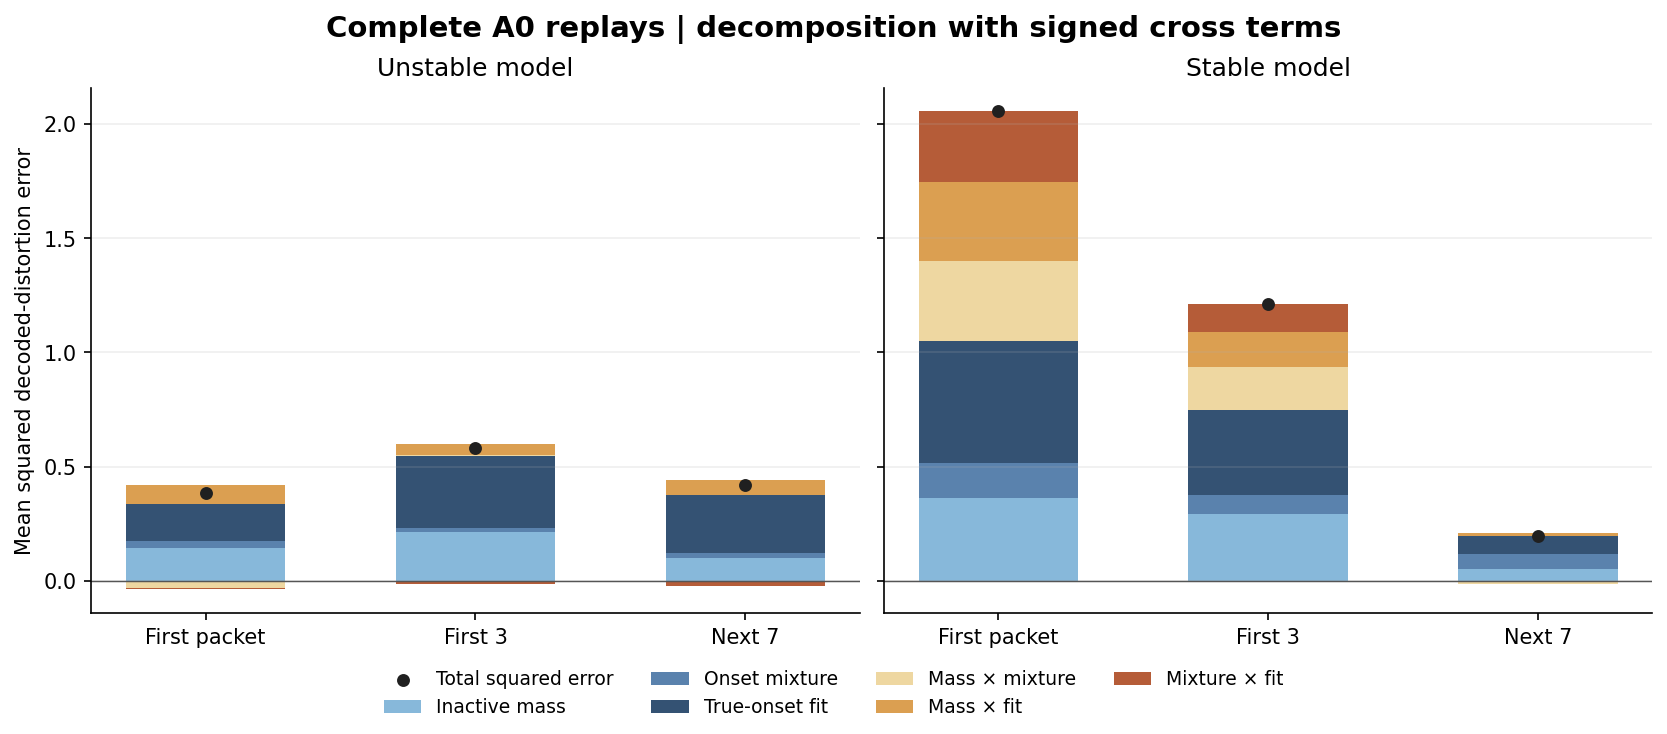 Complete A0 replays | decomposition with signed cross terms
Unstable model
Stable model
Mean squared decoded-distortion error
2.0
1.5
1.0
0.5
0.0
First packet
First 3
Next 7
First packet
First 3
Next 7
Total squared error
Inactive mass
Onset mixture
True-onset fit
Mass × mixture
Mass × fit
Mixture × fit